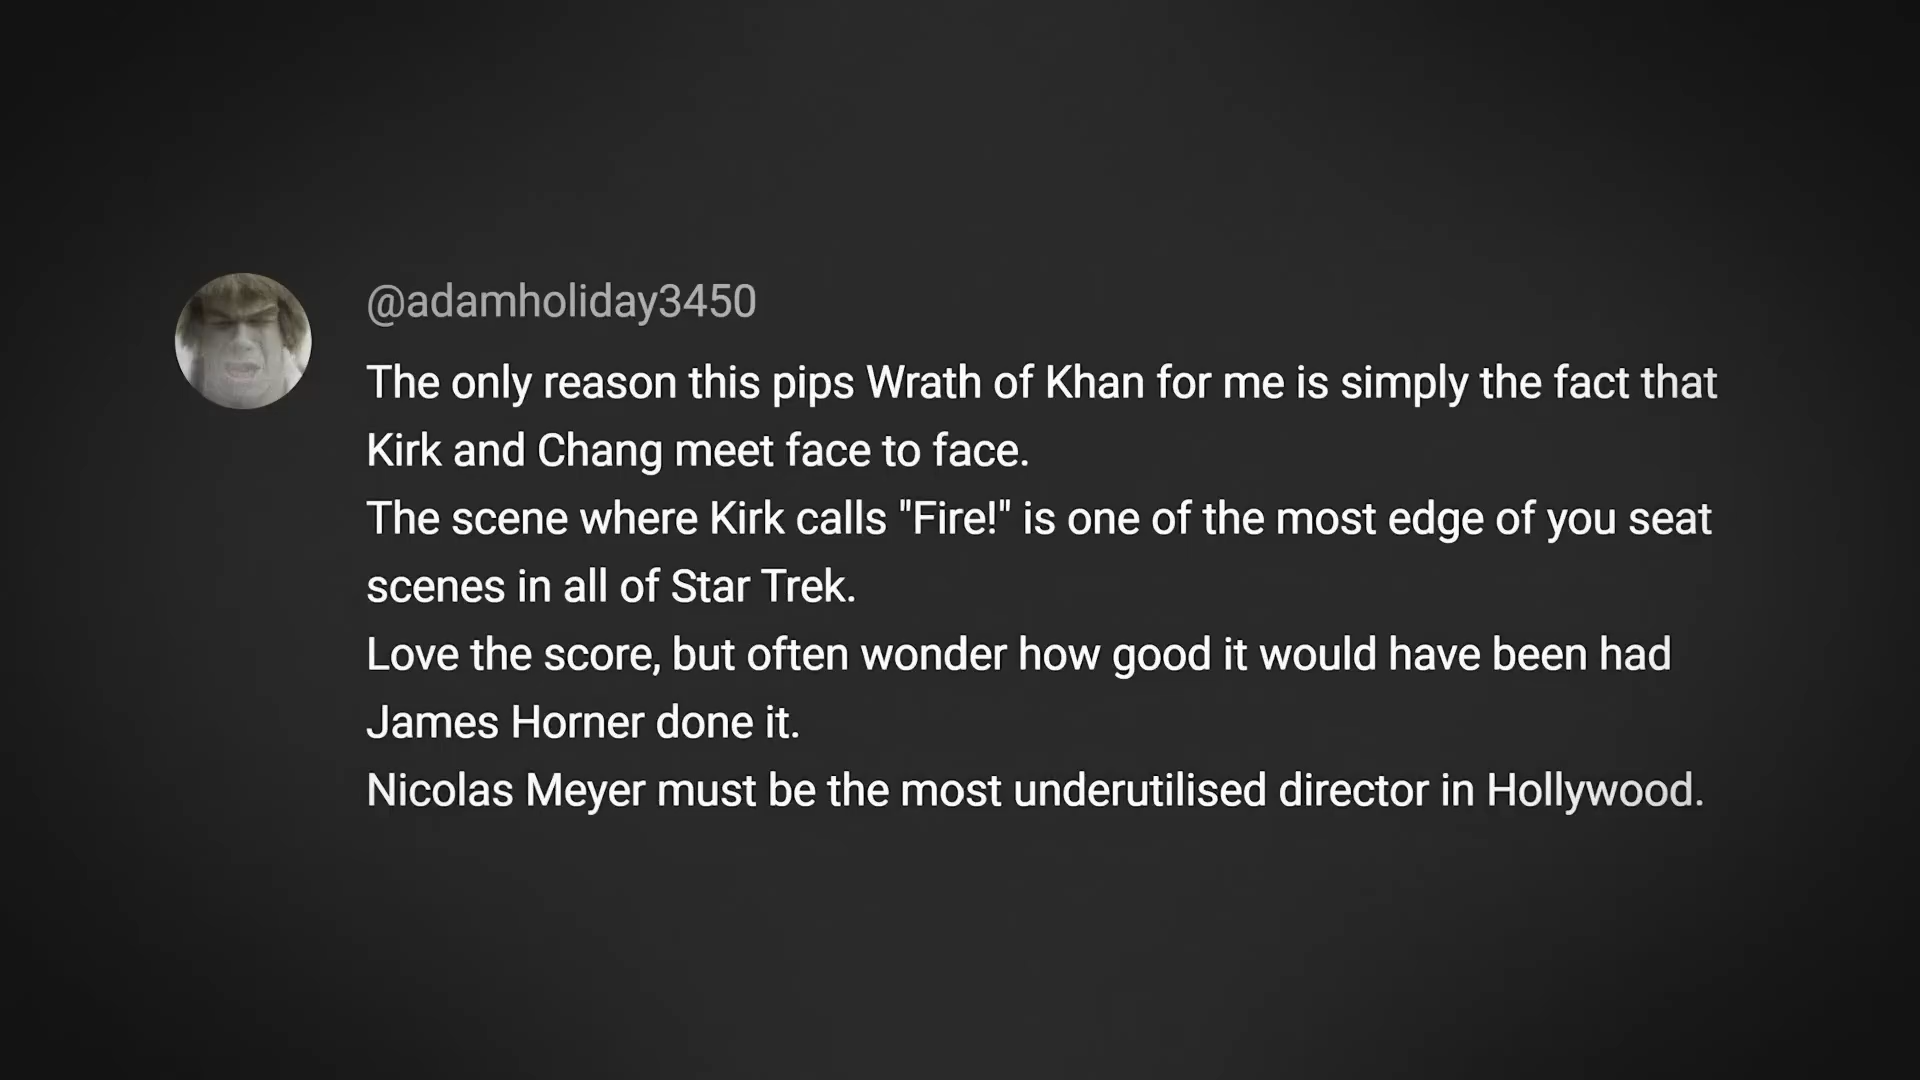 @adamholiday3450
The only reason this pips Wrath of Khan for me is simply the fact that
Kirk and Chang meet face to face.
The scene where Kirk calls "Fire!" is one of the most edge of you seat
scenes in all of Star Trek.
Love the score, but often wonder how good it would have been had
James Horner done it.
Nicolas Meyer must be the most underutilised director in Hollywood.